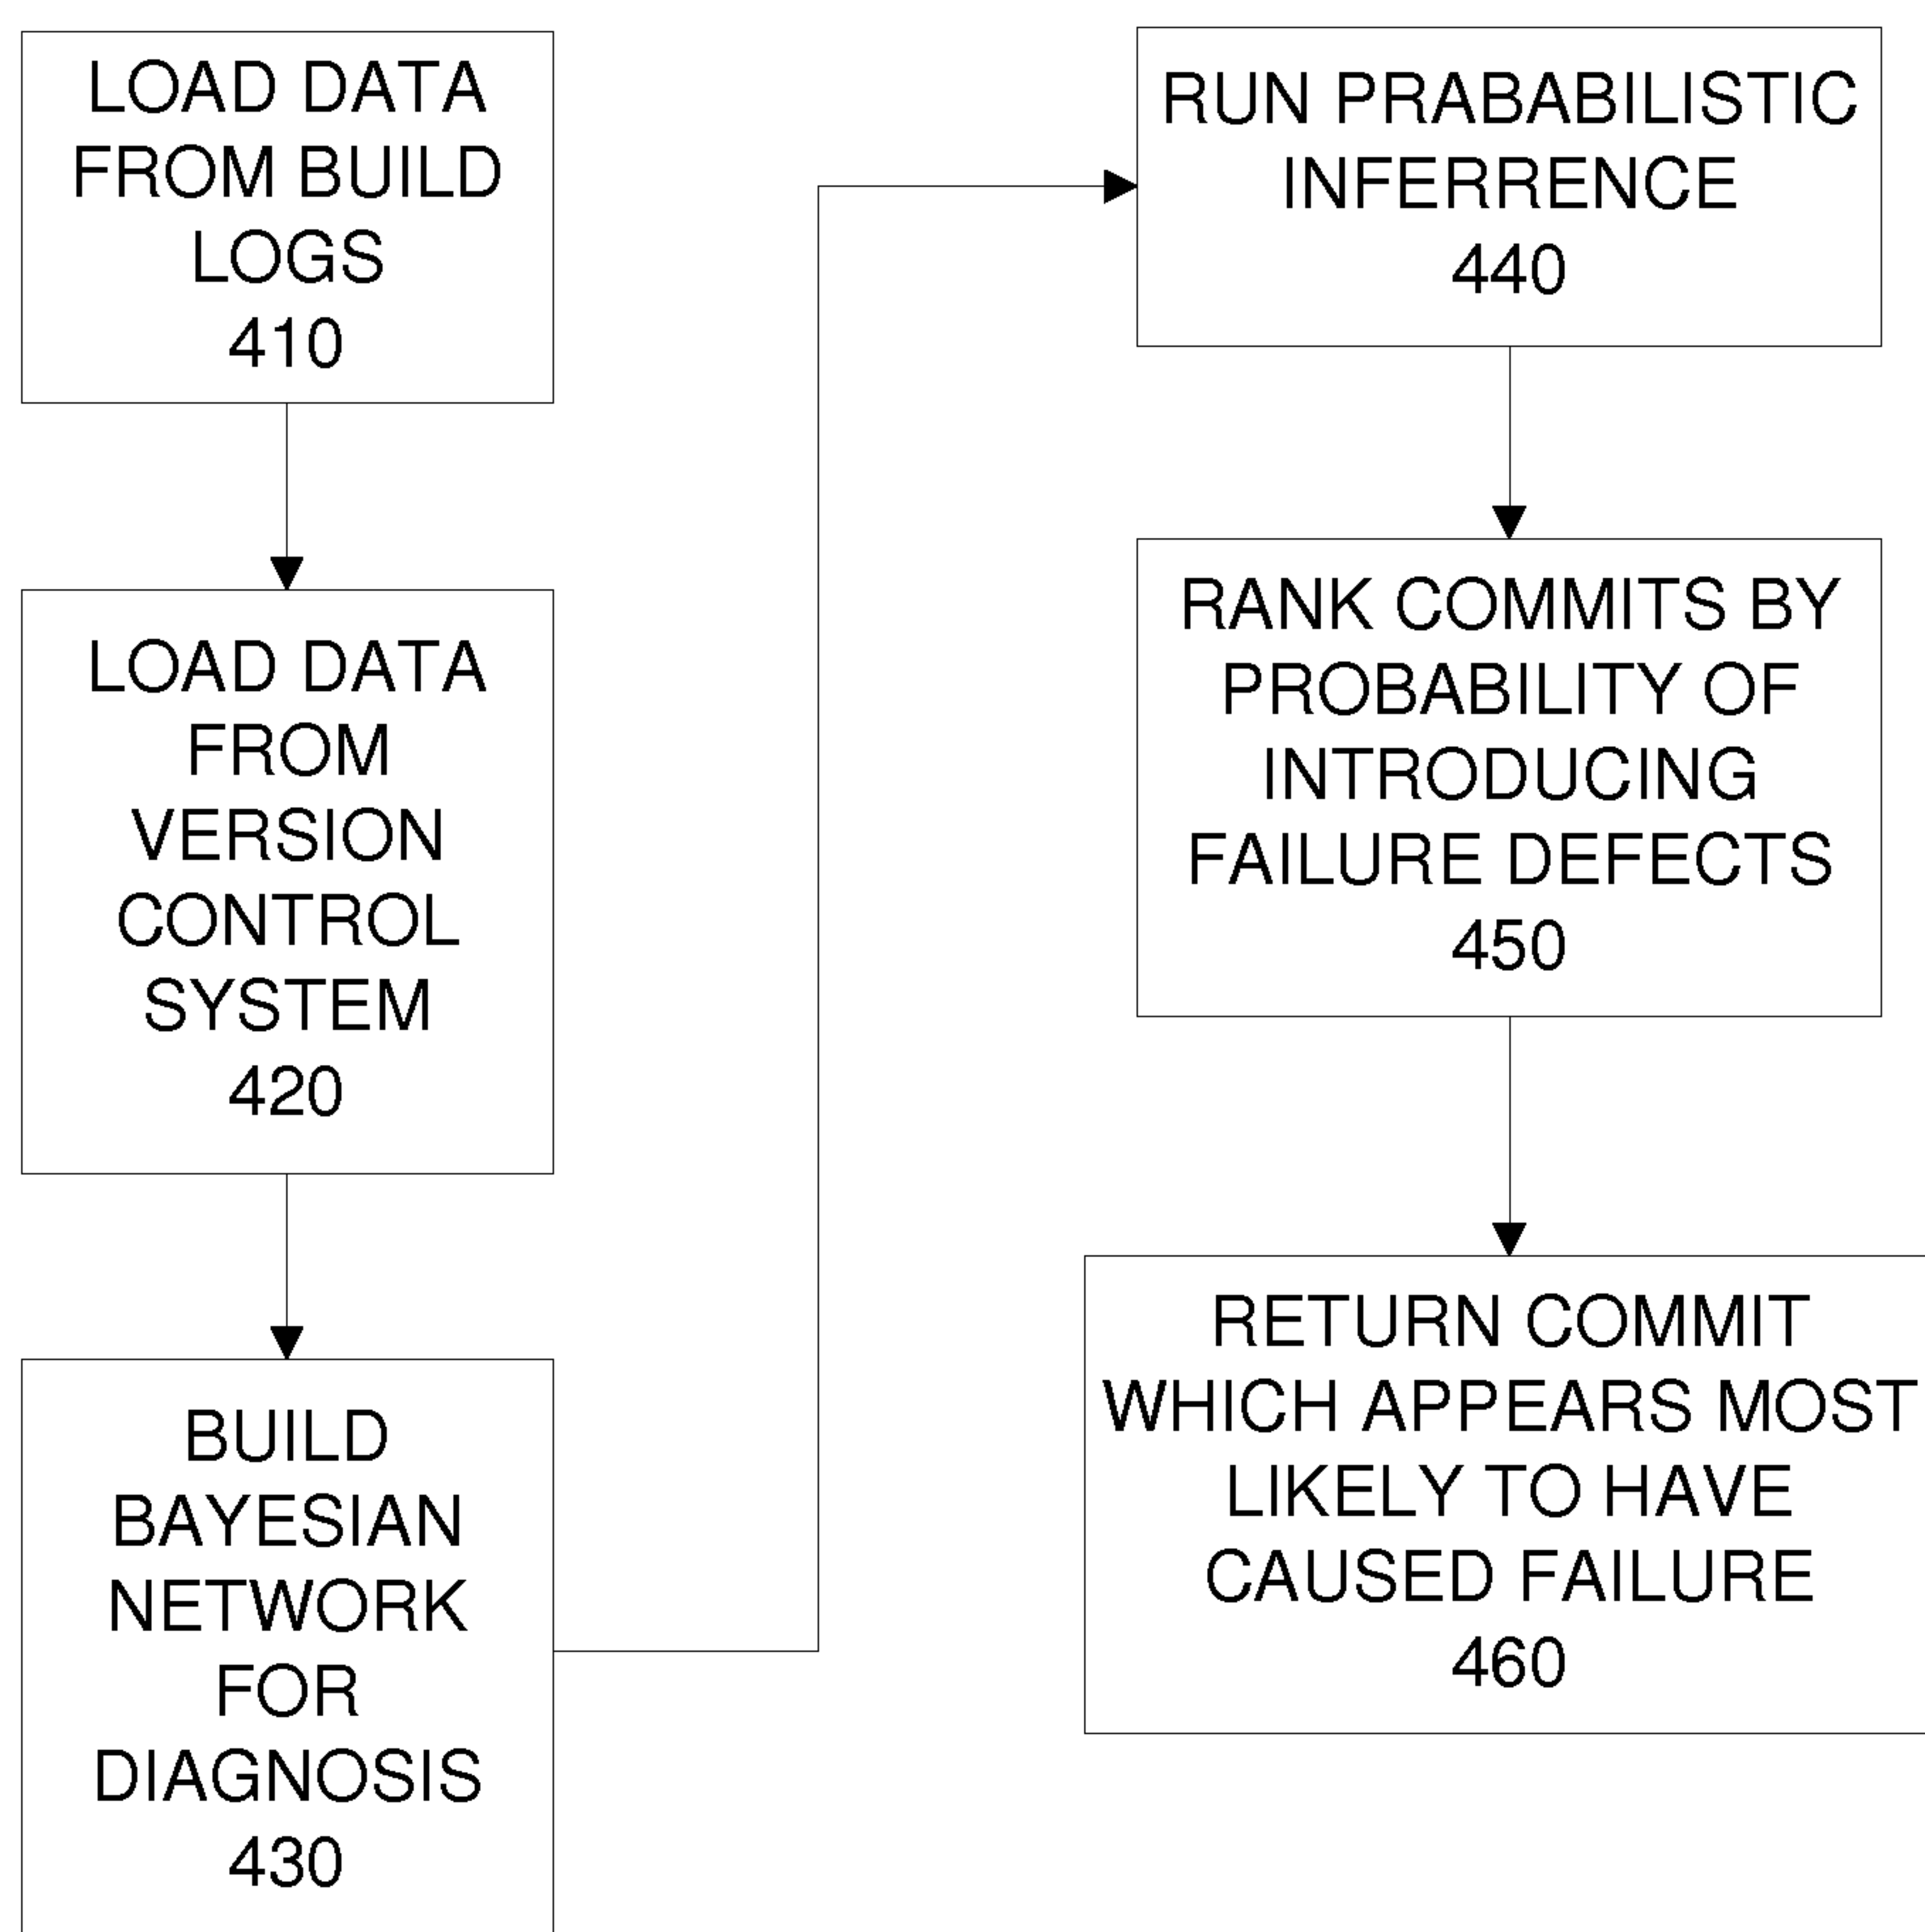 LOAD DATA
FROM BUILD
LOGS
410
LOAD DATA
FROM
VERSION
CONTROL
SYSTEM
420
BUILD
BAYESIAN
NETWORK
FOR
DIAGNOSIS
430
RUN PRABABILISTIC
INFERRENCE
440
RANK COMMITS BY
PROBABILITY OF
INTRODUCING
FAILURE DEFECTS
450
RETURN COMMIT
WHICH APPEARS MOST
LIKELY TO HAVE
CAUSED FAILURE
460